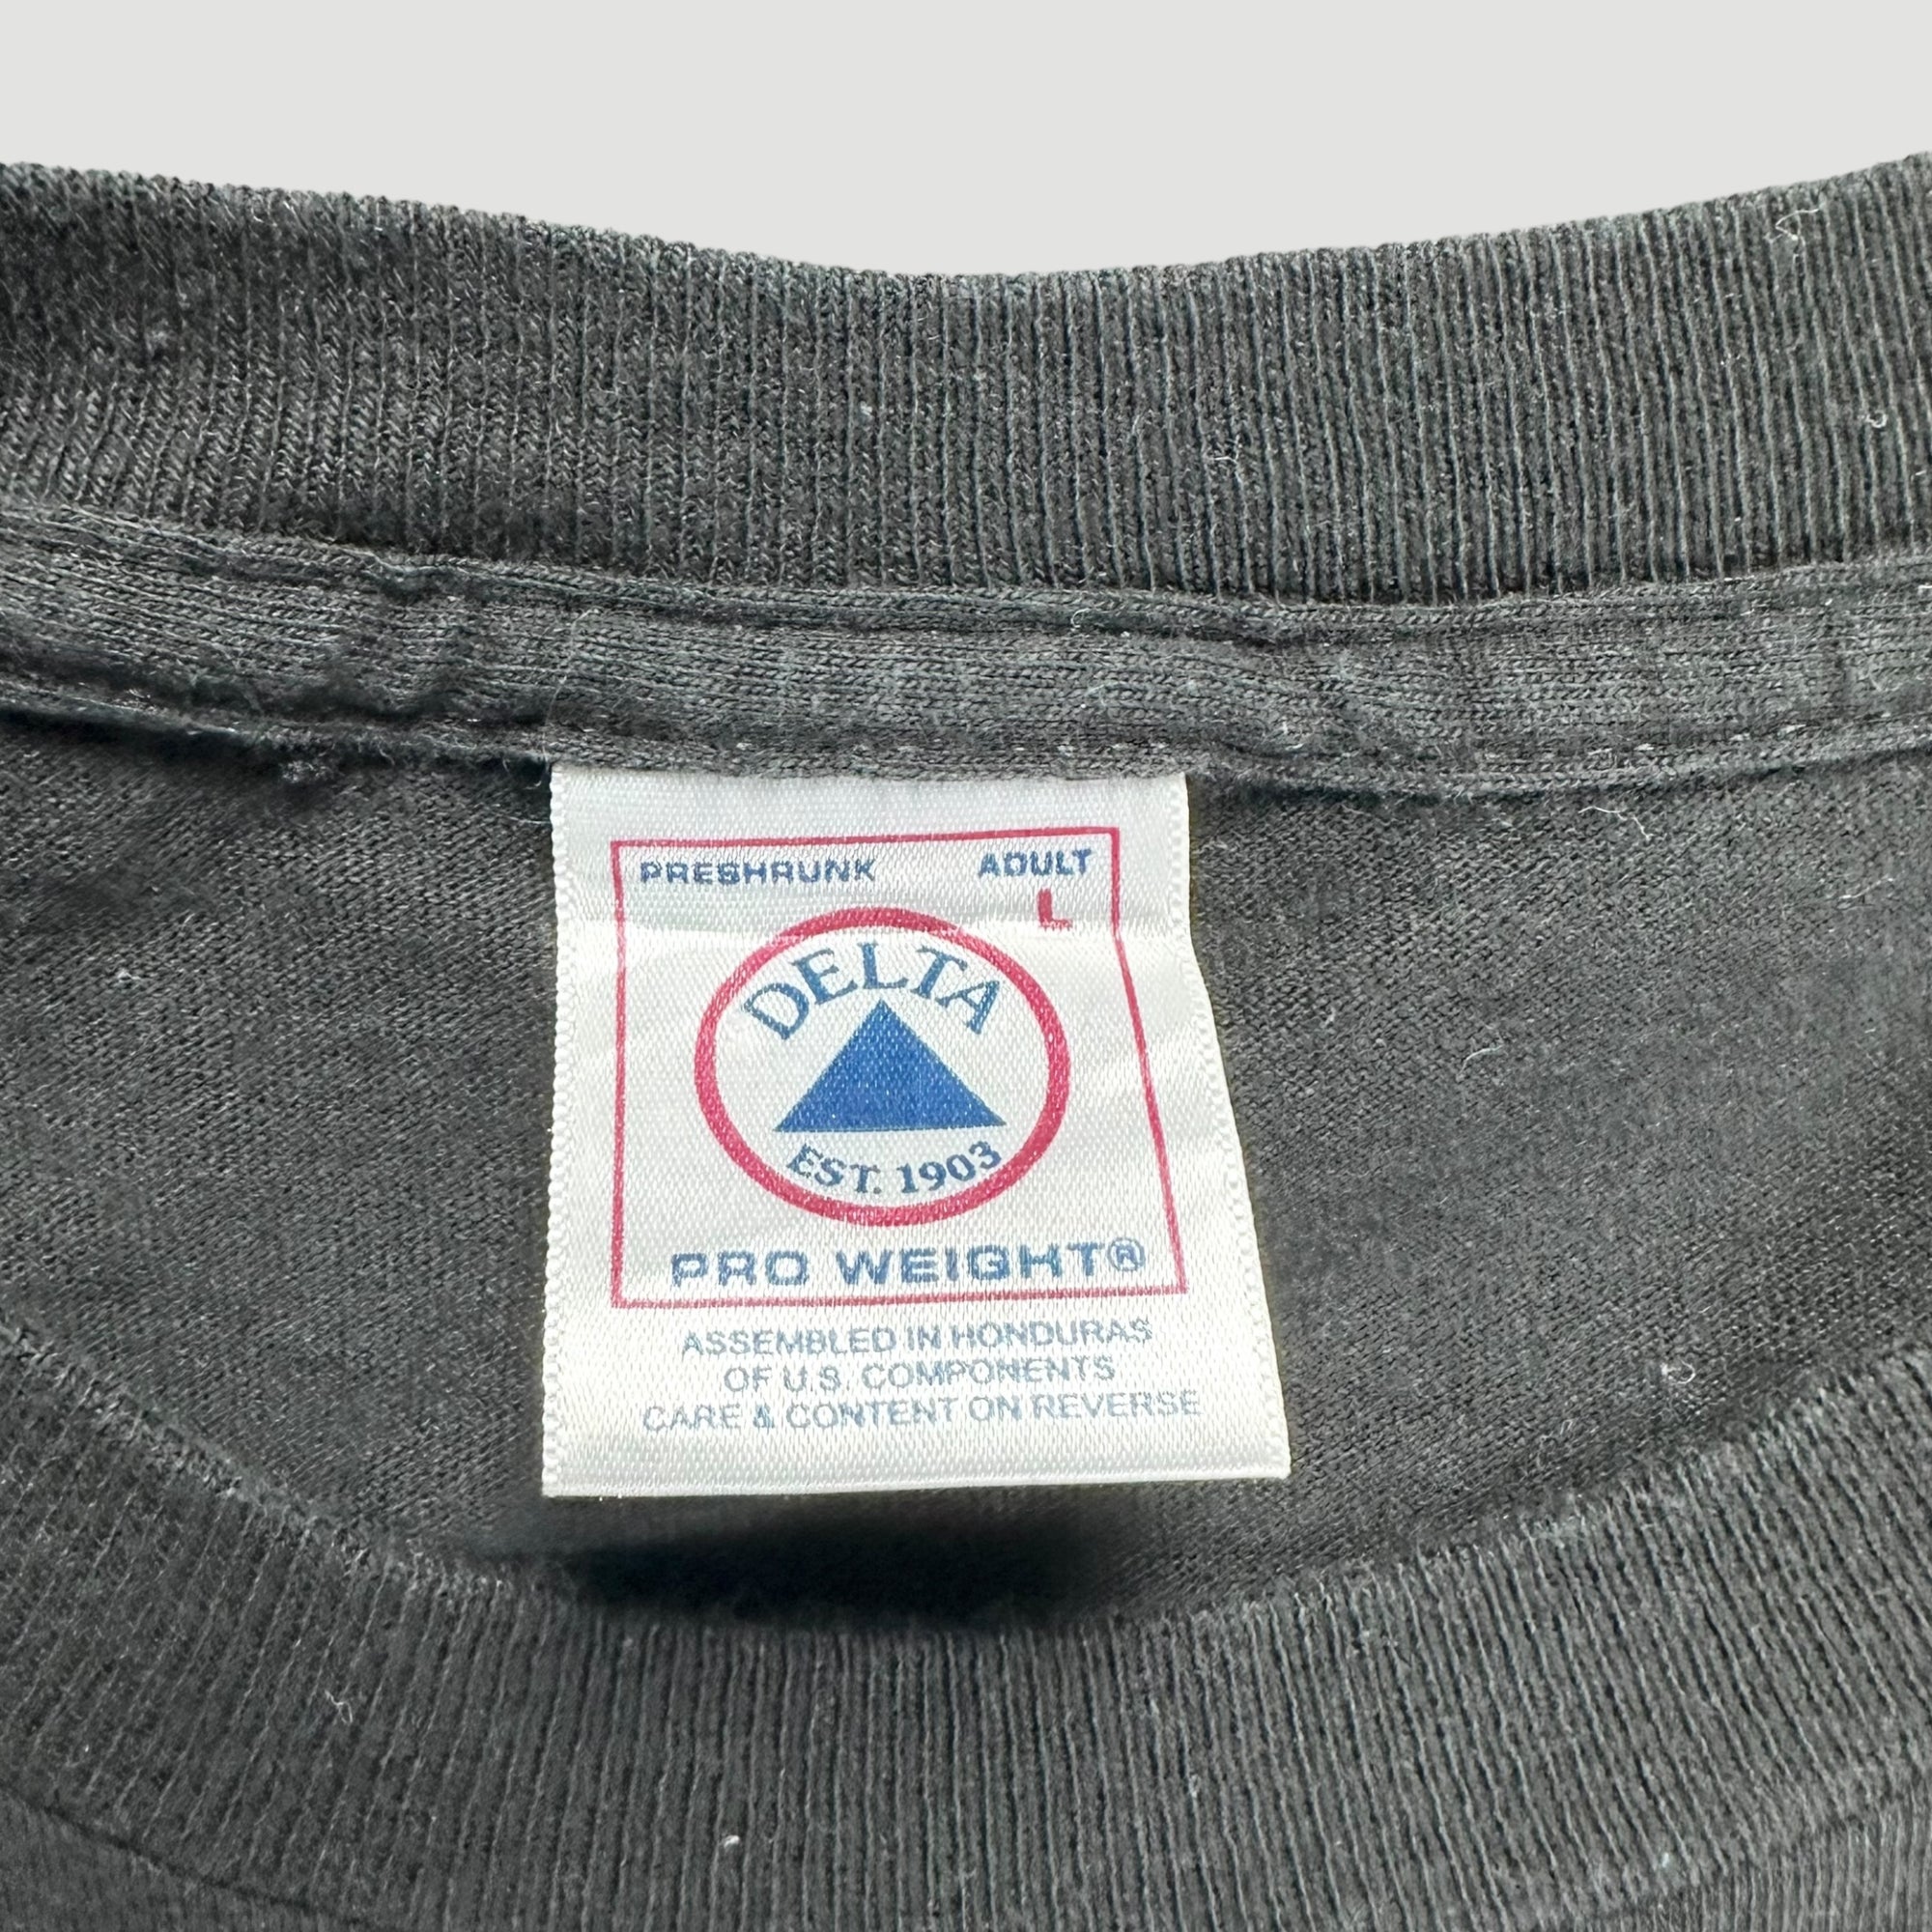 PRESHRUNK ADULT
L
DELTA
EST. 1903
PRO WEIGHT®
ASSEMBLED IN HONDURAS
OF U.S. COMPONENTS
CARE & CONTENT ON REVERSE